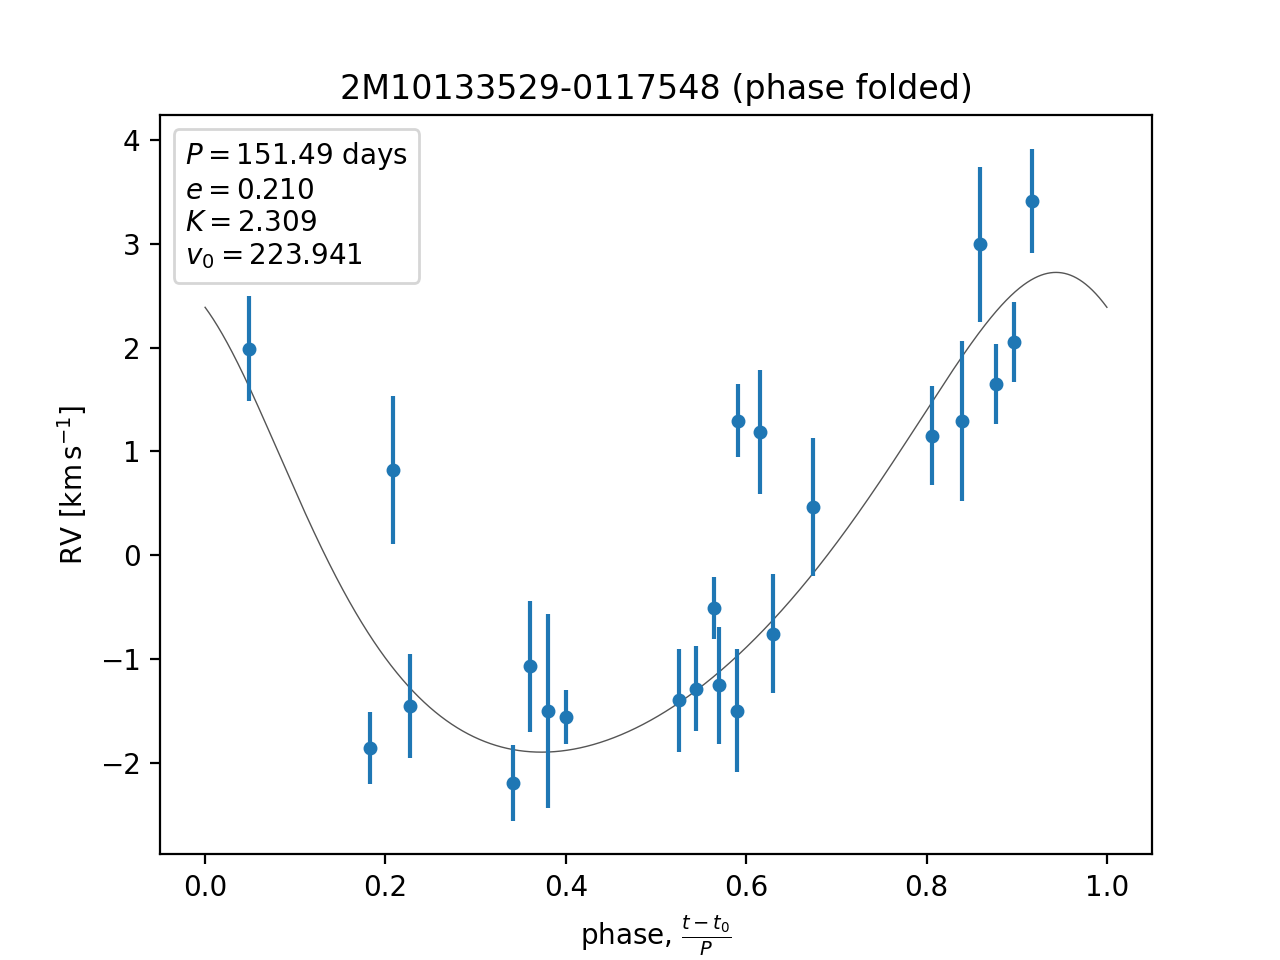 2M10133529-0117548 (phase folded)
P = 151.49 days
e = 0.210
K = 2.309
v₀ = 223.941
RV [km s⁻¹]
4
3
2
1
0
−1
−2
0.0 0.2 0.4 0.6 0.8 1.0
phase, (t − t₀)/P